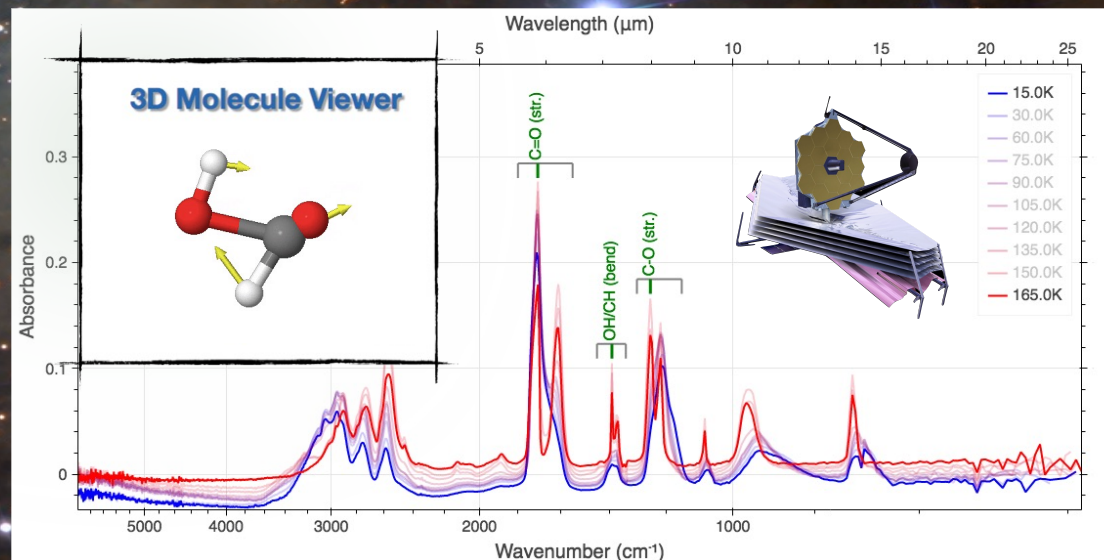 Wavelength (μm)
5
10
15
20
25
3D Molecule Viewer
C=O (str.)
OH/CH (bend)
C-O (str.)
15.0K
30.0K
60.0K
75.0K
90.0K
105.0K
120.0K
135.0K
150.0K
165.0K
Absorbance
0.3
0.2
0.1
0
5000
4000
3000
2000
1000
Wavenumber (cm⁻¹)